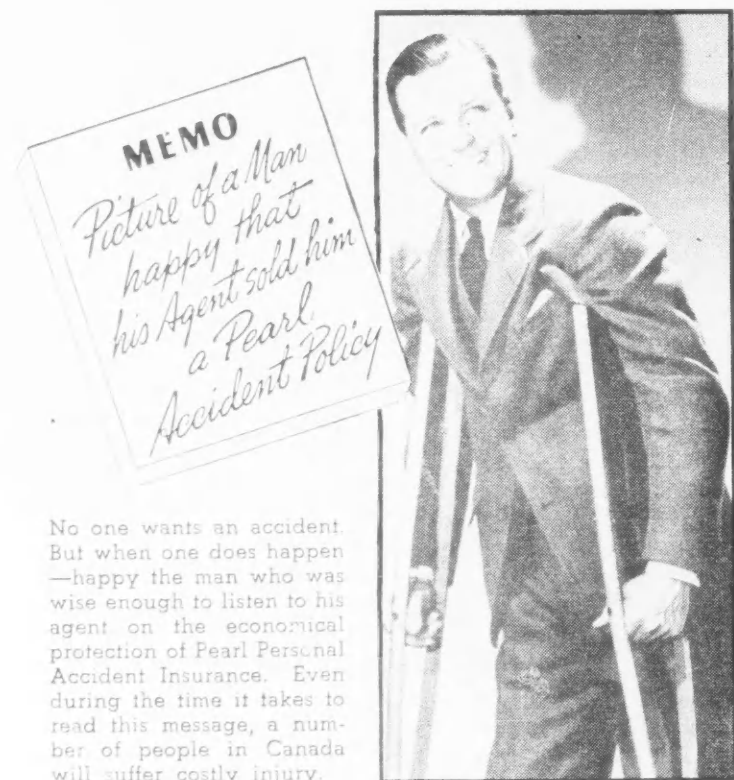 MEMO
Picture of a Man
happy that
his Agent sold him
a Pearl
Accident Policy
No one wants an accident.
But when one does happen
—happy the man who was
wise enough to listen to his
agent on the economical
protection of Pearl Personal
Accident Insurance. Even
during the time it takes to
read this message, a num-
ber of people in Canada
will suffer costly injury.